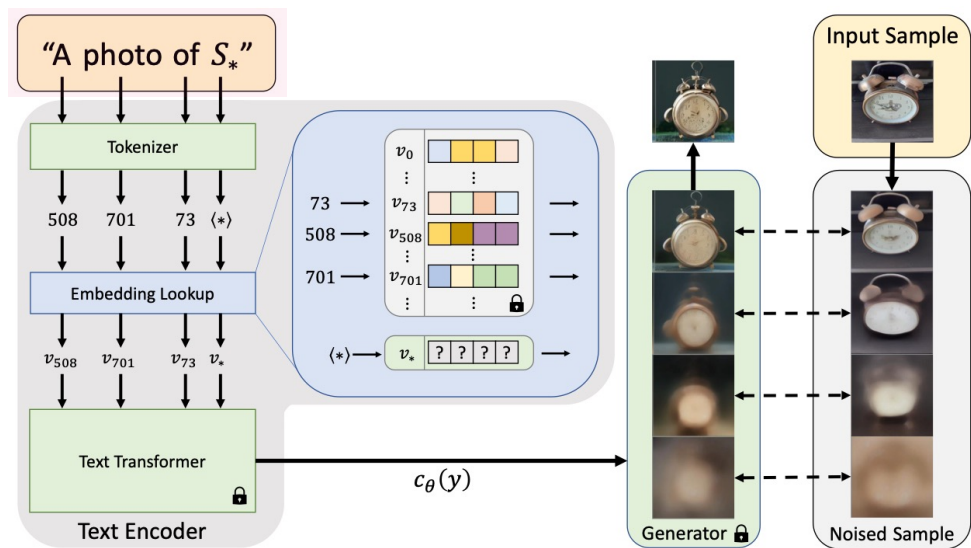 “A photo of S*”
Tokenizer
508 701 73 ⟨*⟩
Embedding Lookup
v508 v701 v73 v*
Text Transformer
Text Encoder
v0
⋮ ⋮
73 v73
508 v508
⋮ ⋮
701 v701
⋮ ⋮
⟨*⟩ v* ? ? ? ?
cθ(y)
Generator
Input Sample
Noised Sample